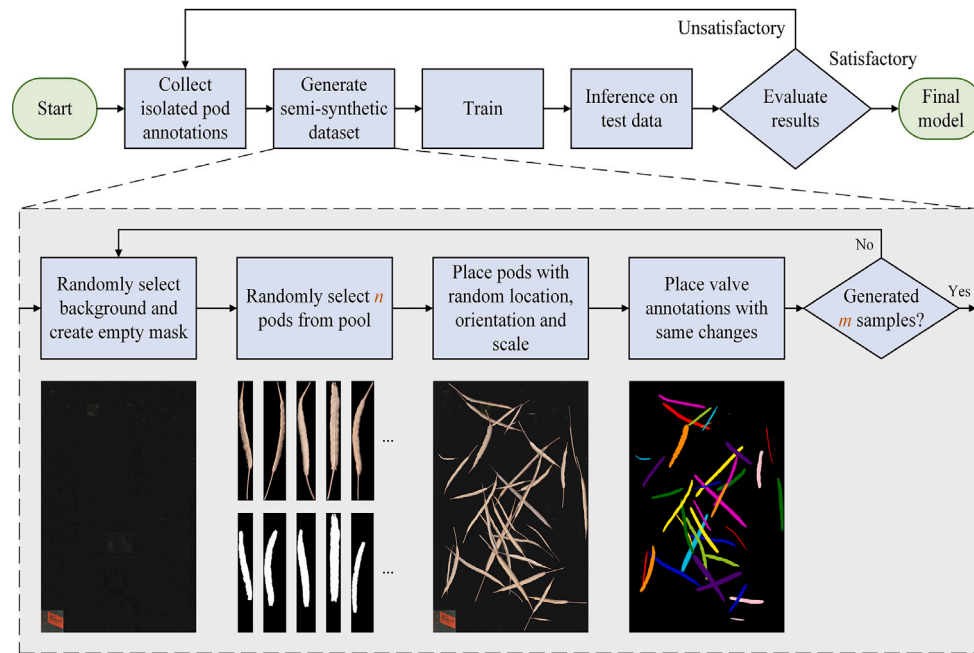 Unsatisfactory
Satisfactory
Start
Collect
isolated pod
annotations
Generate
semi-synthetic
dataset
Train
Inference on
test data
Evaluate
results
Final
model
No
Yes
Randomly select
background and
create empty mask
Randomly select n
pods from pool
Place pods with
random location,
orientation and
scale
Place valve
annotations with
same changes
Generated
m samples?
...
...